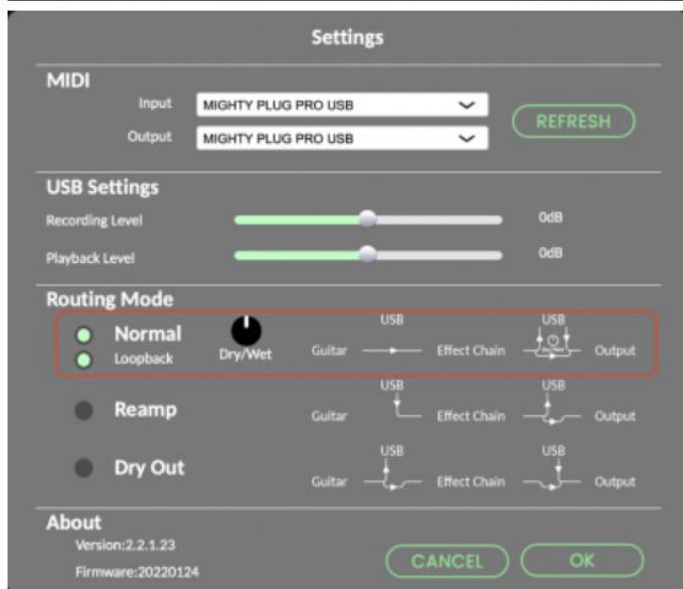 Settings
MIDI
Input MIGHTY PLUG PRO USB
REFRESH
Output MIGHTY PLUG PRO USB
USB Settings
Recording Level 0dB
Playback Level 0dB
Routing Mode
USB USB
Normal
Loopback Dry/Wet Guitar Effect Chain Output
USB USB
Reamp Guitar Effect Chain Output
USB USB
Dry Out Guitar Effect Chain Output
About
Version:2.2.1.23
Firmware:20220124
CANCEL OK